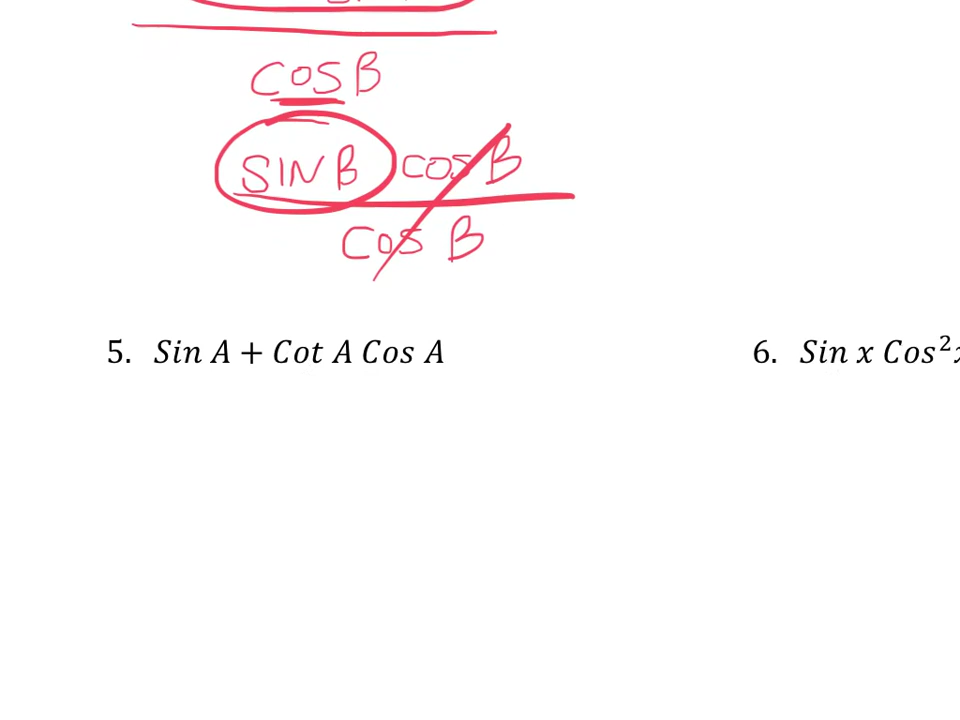 COS B
SIN B COS B
COS B
5. Sin A + Cot A Cos A
6. Sin x Cos²